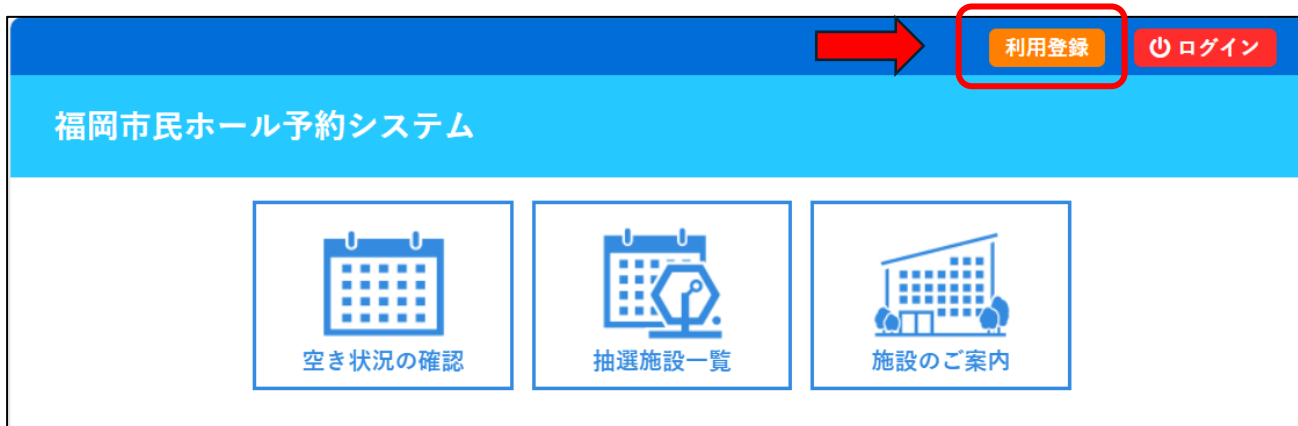 利用登録
ログイン
福岡市民ホール予約システム
空き状況の確認
抽選施設一覧
施設のご案内